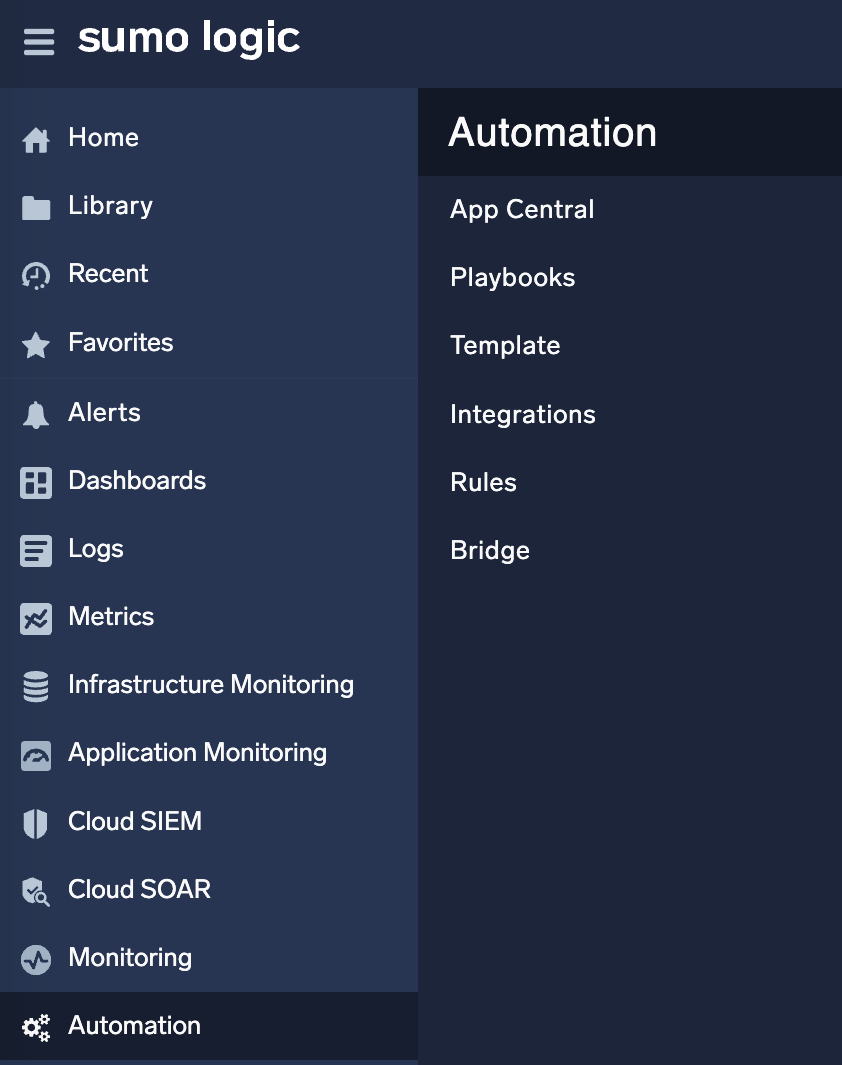 sumo logic
Home
Library
Recent
Favorites
Alerts
Dashboards
Logs
Metrics
Infrastructure Monitoring
Application Monitoring
Cloud SIEM
Cloud SOAR
Monitoring
Automation
Automation
App Central
Playbooks
Template
Integrations
Rules
Bridge